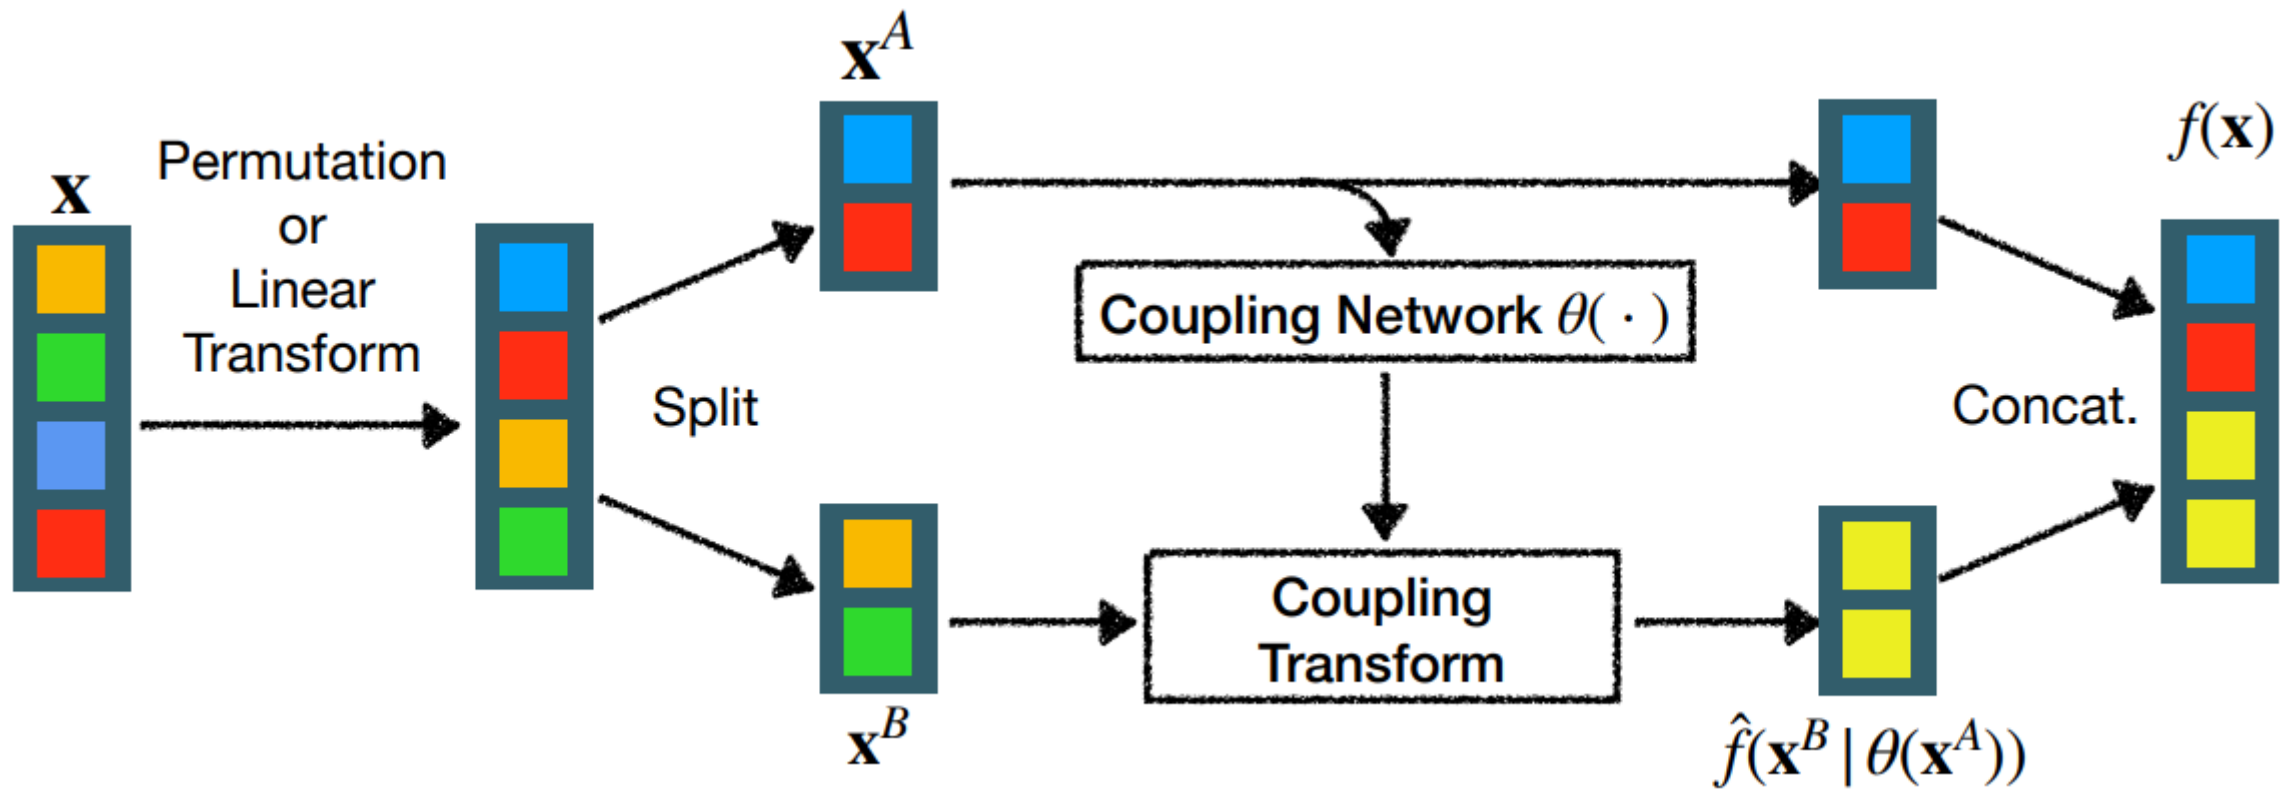 x
Permutation
or
Linear
Transform
Split
x^A
x^B
Coupling Network θ( · )
Coupling
Transform
f̂(x^B | θ(x^A))
Concat.
f(x)